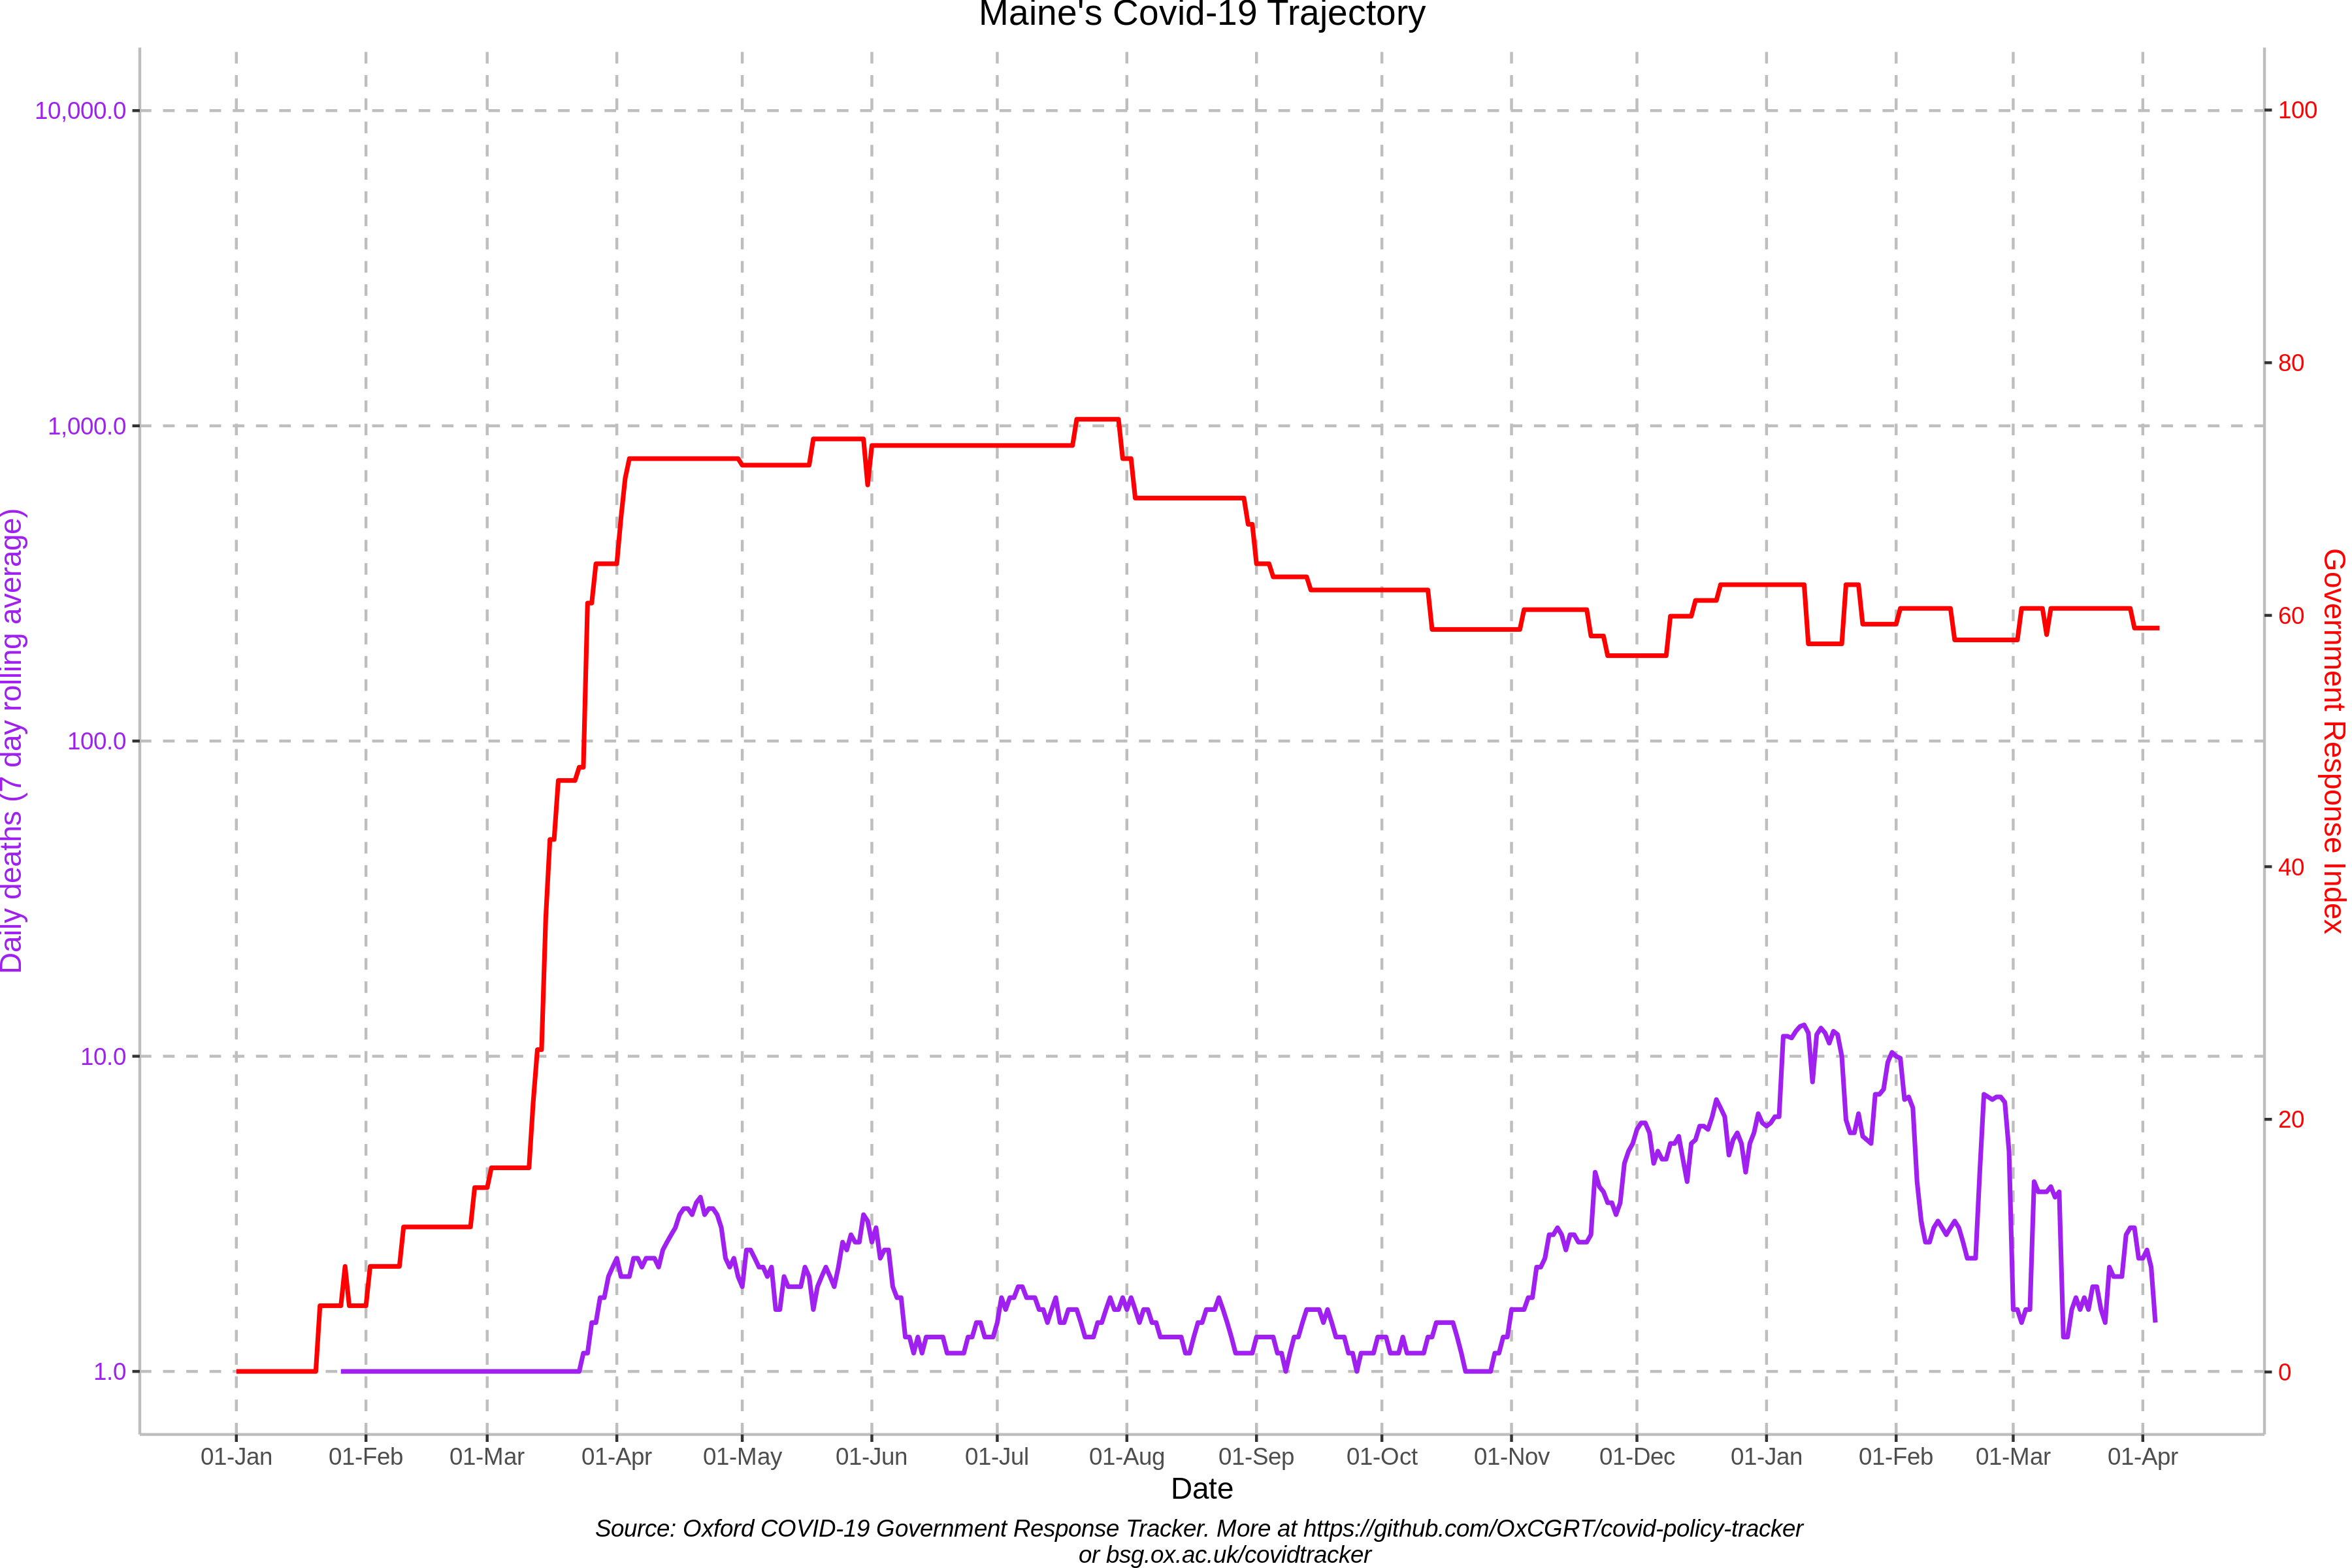 Maine's Covid-19 Trajectory
10,000.0
1,000.0
100.0
10.0
1.0
Daily deaths (7 day rolling average)
100
80
60
40
20
0
Government Response Index
01-Jan 01-Feb 01-Mar 01-Apr 01-May 01-Jun 01-Jul 01-Aug 01-Sep 01-Oct 01-Nov 01-Dec 01-Jan 01-Feb 01-Mar 01-Apr
Date
Source: Oxford COVID-19 Government Response Tracker. More at https://github.com/OxCGRT/covid-policy-tracker
or bsg.ox.ac.uk/covidtracker